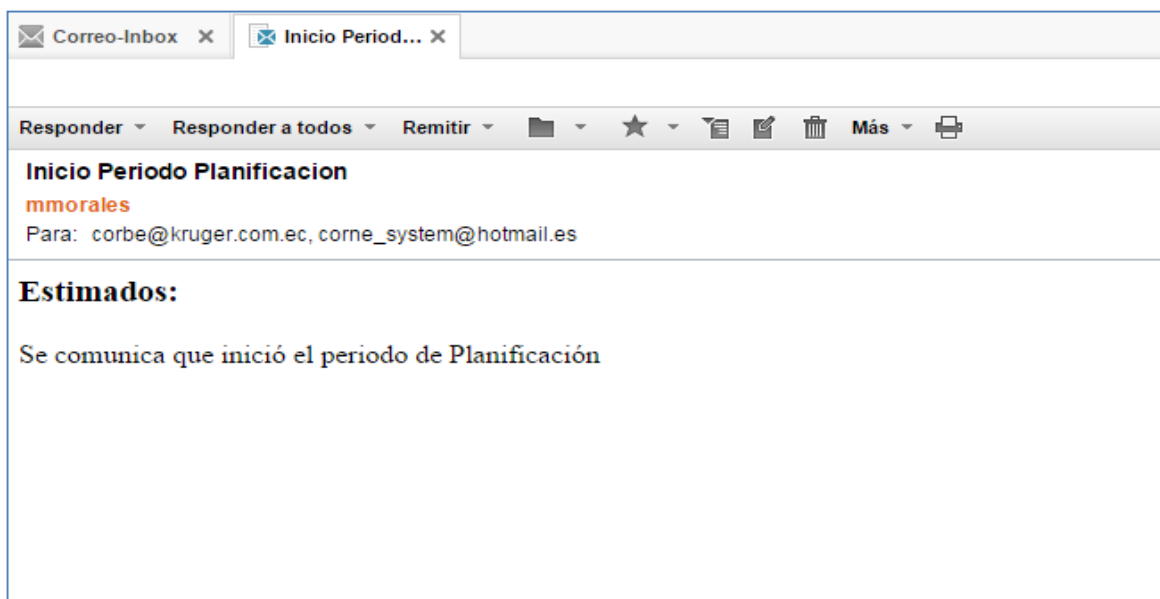 Correo-Inbox Inicio Period...
Responder Responder a todos Remitir Más
Inicio Periodo Planificacion
mmorales
Para: corbe@kruger.com.ec, corne_system@hotmail.es
Estimados:
Se comunica que inició el periodo de Planificación